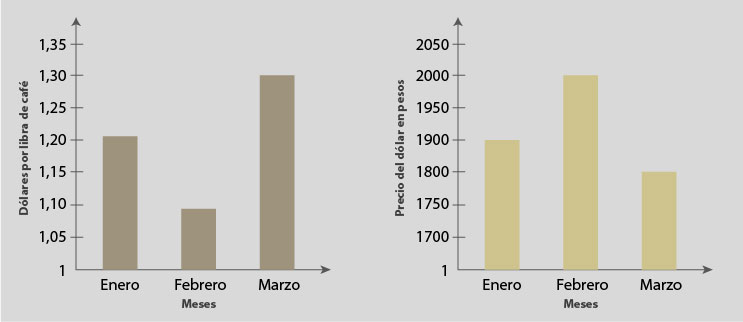 Dólares por libra de café
1,35
1,30
1,25
1,20
1,15
1,10
1,05
1
Enero Febrero Marzo
Meses
Precio del dólar en pesos
2050
2000
1950
1900
1800
1750
1700
1
Enero Febrero Marzo
Meses